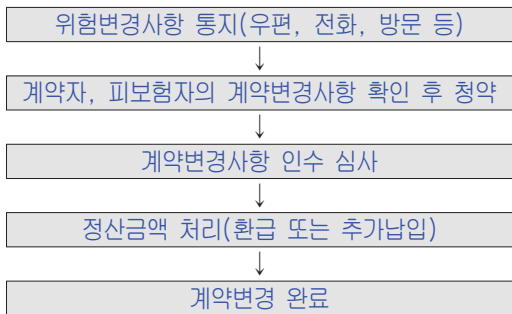 위험변경사항 통지(우편, 전화, 방문 등)
계약자, 피보험자의 계약변경사항 확인 후 청약
계약변경사항 인수 심사
정산금액 처리(환급 또는 추가납입)
계약변경 완료